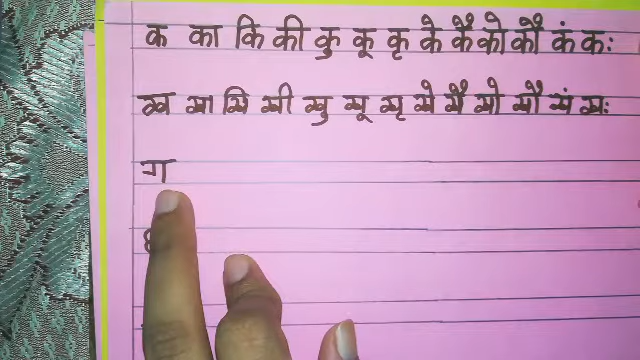 क का कि की कु कू कृ के कै को कौ कं कः
ख खा खि खी खु खू खृ खे खै खो खौ खं खः
ग